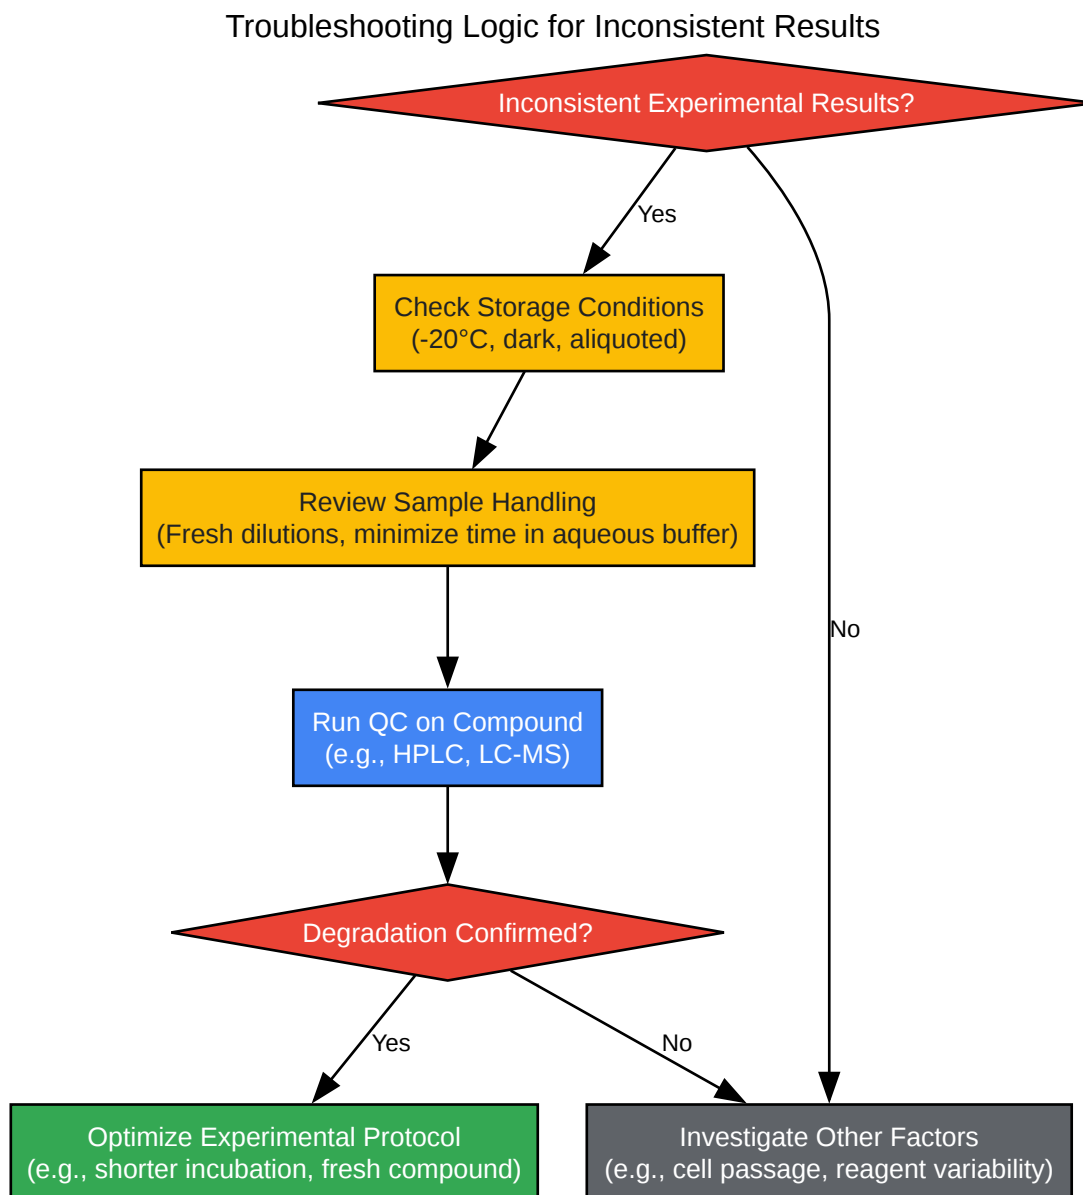 Troubleshooting Logic for Inconsistent Results
Inconsistent Experimental Results?
Yes
Check Storage Conditions
(-20°C, dark, aliquoted)
Review Sample Handling
(Fresh dilutions, minimize time in aqueous buffer)
No
Run QC on Compound
(e.g., HPLC, LC-MS)
Degradation Confirmed?
Yes
No
Optimize Experimental Protocol
(e.g., shorter incubation, fresh compound)
Investigate Other Factors
(e.g., cell passage, reagent variability)